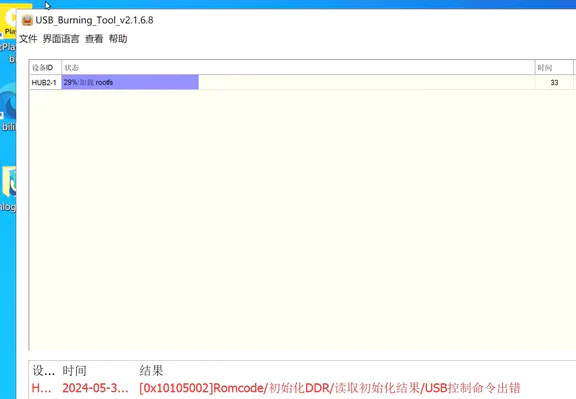 USB_Burning_Tool_v2.1.6.8
文件 界面语言 查看 帮助
设备ID 状态 时间
HUB2-1 29%:加载 rootfs 33
设... 时间 结果
H... 2024-05-3... [0x10105002]Romcode/初始化DDR/读取初始化结果/USB控制命令出错